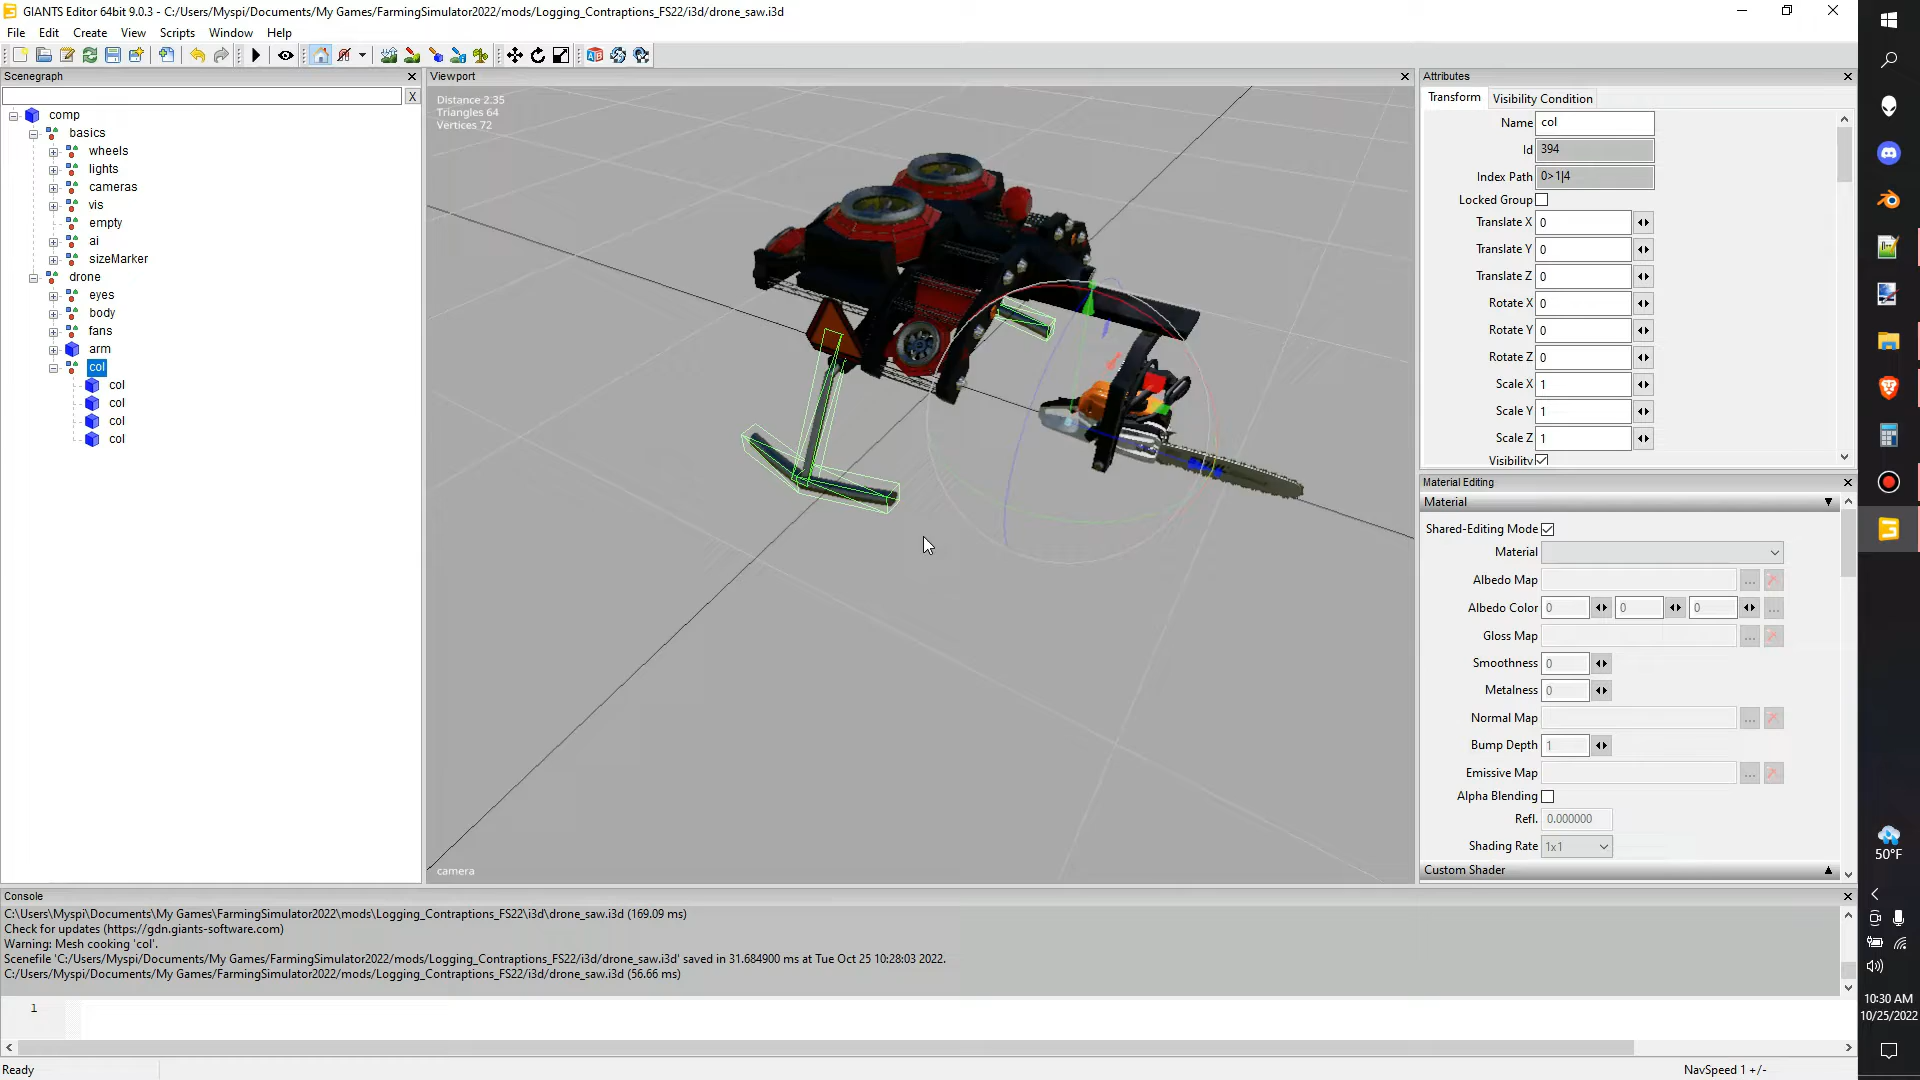 GIANTS Editor 64bit 9.0.3 - C:/Users/Myspi/Documents/My Games/FarmingSimulator2022/mods/Logging_Contraptions_FS22/i3d/drone_saw.i3d
File Edit Create View Scripts Window Help
Scenegraph
X
comp
basics
wheels
lights
cameras
vis
empty
ai
sizeMarker
drone
eyes
body
fans
arm
col
col
col
col
col
Viewport
Distance 2.35
Triangles 64
Vertices 72
camera
Attributes
Transform Visibility Condition
Name col
Id 394
Index Path 0>1|4
Locked Group
Translate X 0
Translate Y 0
Translate Z 0
Rotate X 0
Rotate Y 0
Rotate Z 0
Scale X 1
Scale Y 1
Scale Z 1
Visibility
Material Editing
Material
Shared-Editing Mode
Material
Albedo Map ...
Albedo Color 0 0 0 ...
Gloss Map ...
Smoothness 0
Metalness 0
Normal Map ...
Bump Depth 1
Emissive Map ...
Alpha Blending
Refl. 0.000000
Shading Rate 1x1
Custom Shader
Console
C:\Users\Myspi\Documents\My Games\FarmingSimulator2022\mods\Logging_Contraptions_FS22\i3d\drone_saw.i3d (169.09 ms)
Check for updates (https://gdn.giants-software.com)
Warning: Mesh cooking 'col'.
Scenefile 'C:/Users/Myspi/Documents/My Games/FarmingSimulator2022/mods/Logging_Contraptions_FS22/i3d/drone_saw.i3d' saved in 31.684900 ms at Tue Oct 25 10:28:03 2022.
C:/Users/Myspi/Documents/My Games/FarmingSimulator2022/mods/Logging_Contraptions_FS22/i3d/drone_saw.i3d (56.66 ms)
1
Ready
NavSpeed 1 +/-
50°F
10:30 AM
10/25/2022